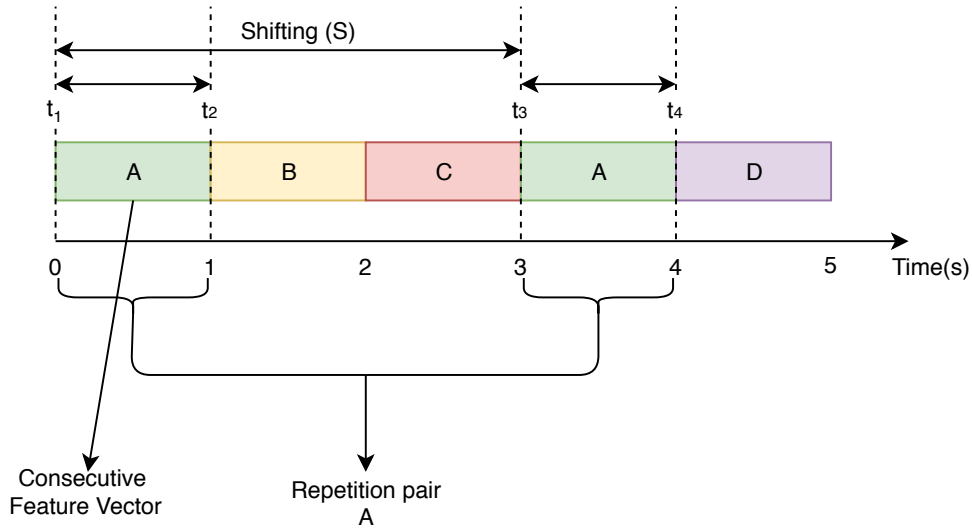 Shifting (S)
t1 t2 t3 t4
A B C A D
0 1 2 3 4 5 Time(s)
Consecutive
Feature Vector
Repetition pair
A